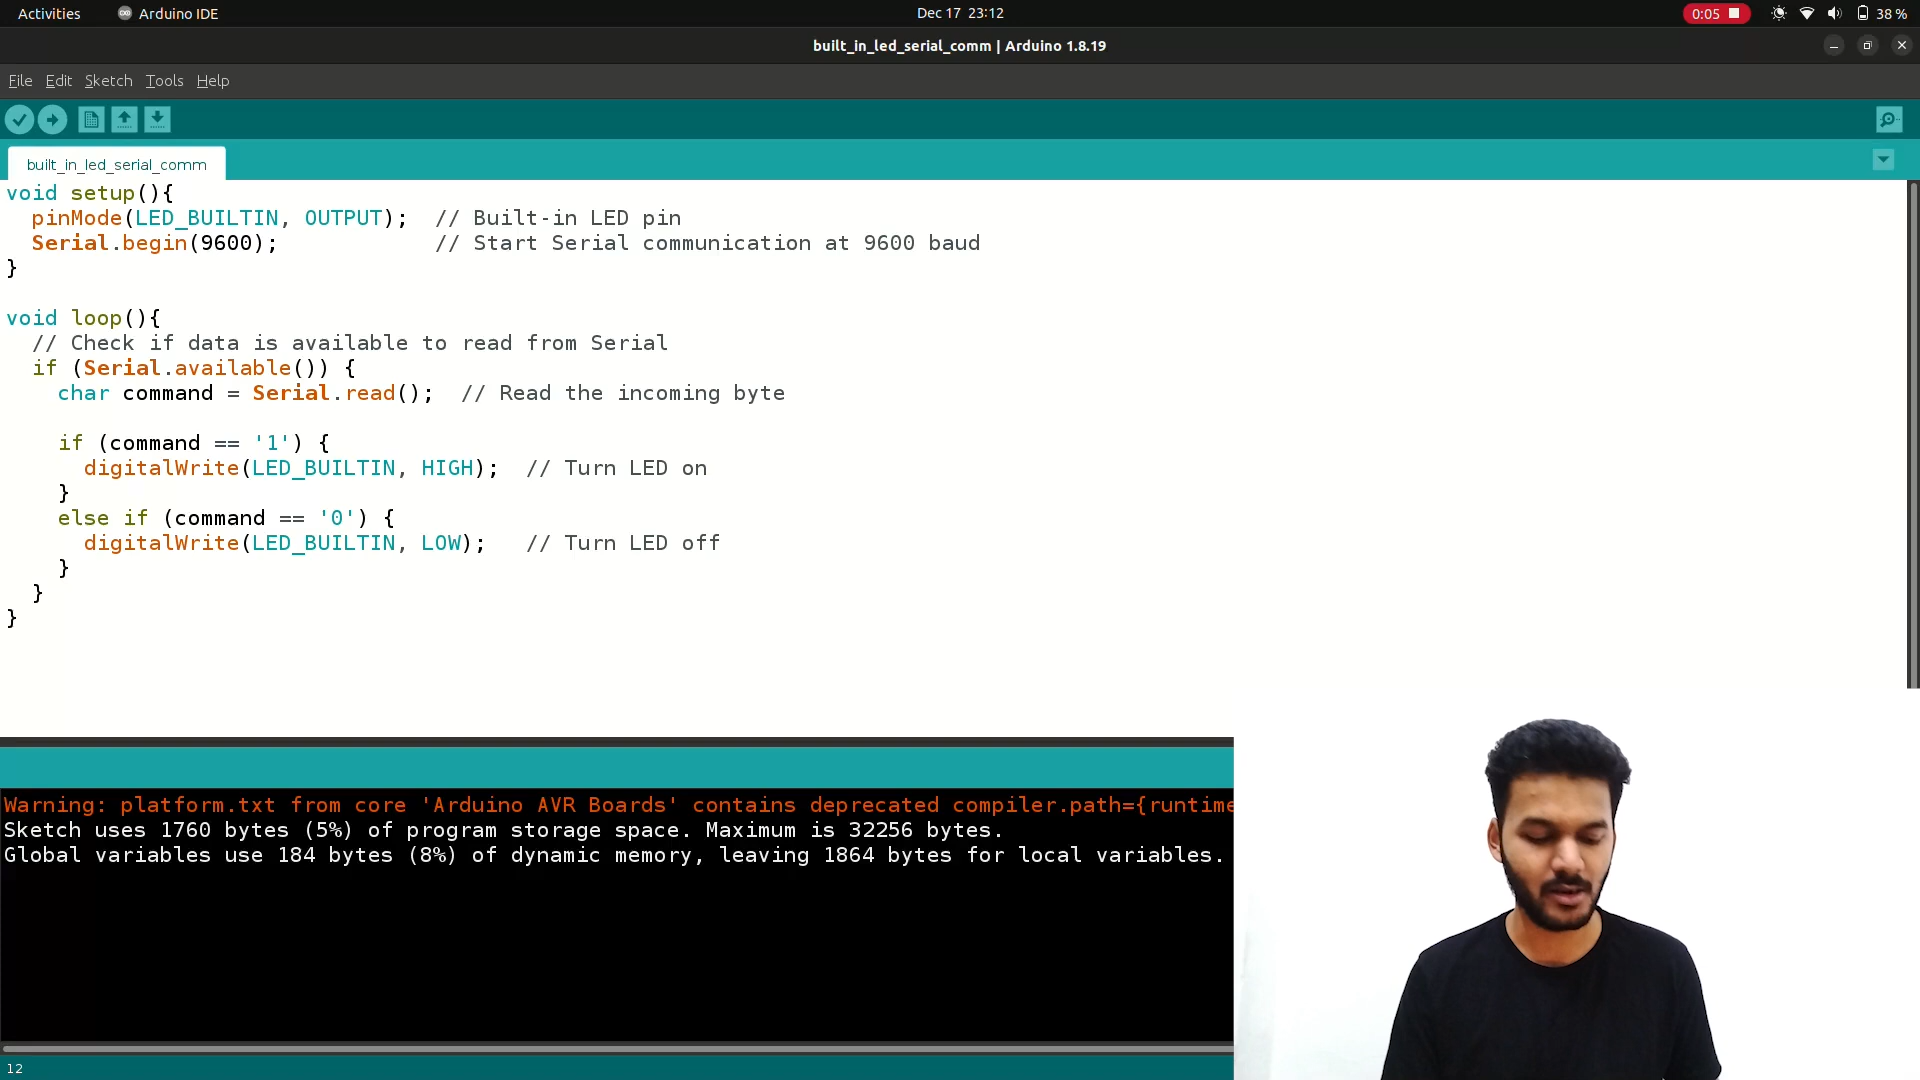 Activities Arduino IDE Dec 17 23:12 0:05 38 %
built_in_led_serial_comm | Arduino 1.8.19
File Edit Sketch Tools Help
built_in_led_serial_comm
void setup(){
  pinMode(LED_BUILTIN, OUTPUT);  // Built-in LED pin
  Serial.begin(9600);            // Start Serial communication at 9600 baud
}
void loop(){
  // Check if data is available to read from Serial
  if (Serial.available()) {
    char command = Serial.read();  // Read the incoming byte
    if (command == '1') {
      digitalWrite(LED_BUILTIN, HIGH);  // Turn LED on
    }
    else if (command == '0') {
      digitalWrite(LED_BUILTIN, LOW);   // Turn LED off
    }
  }
}
Warning: platform.txt from core 'Arduino AVR Boards' contains deprecated compiler.path={runtime
Sketch uses 1760 bytes (5%) of program storage space. Maximum is 32256 bytes.
Global variables use 184 bytes (8%) of dynamic memory, leaving 1864 bytes for local variables.
12